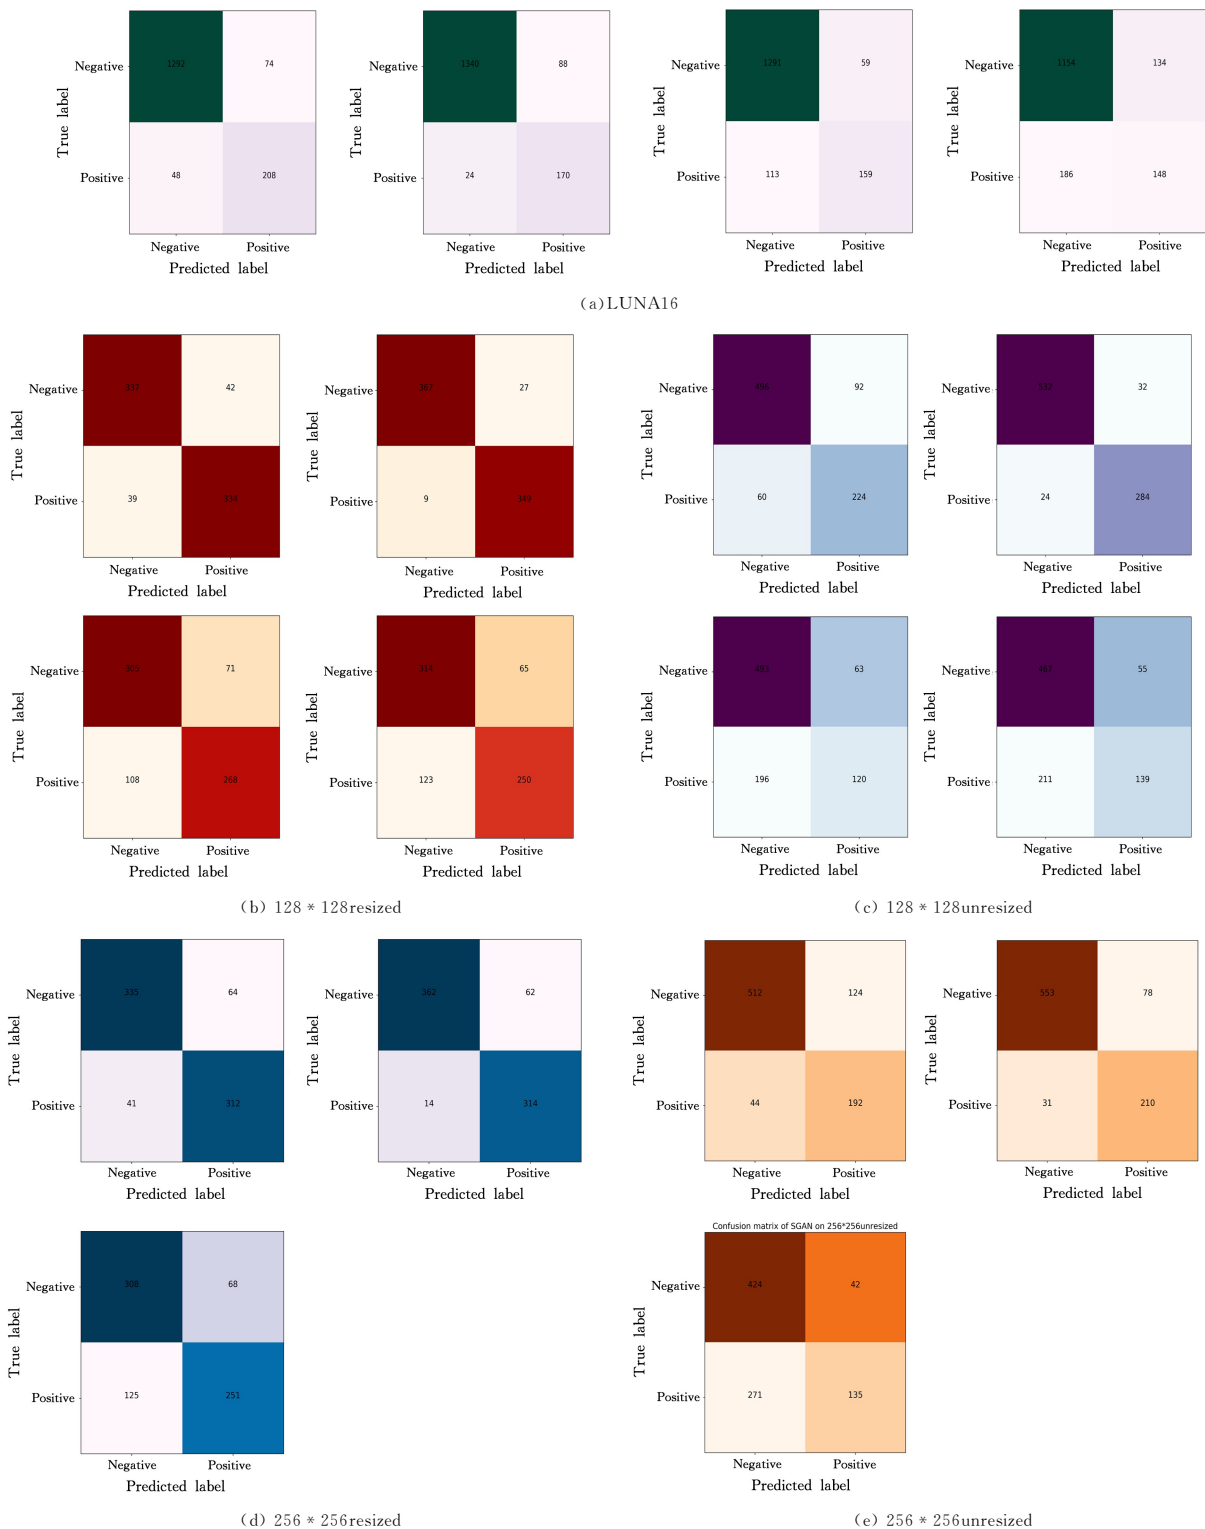 Negative 1292 74 Negative 1340 88 Negative 1291 59 Negative 1154 134
True label True label True label True label
Positive 48 208 Positive 24 170 Positive 113 159 Positive 186 148
Negative Positive Negative Positive Negative Positive Negative Positive
Predicted label Predicted label Predicted label Predicted label
(a)LUNA16
Negative 337 42 Negative 367 27 Negative 496 92 Negative 532 32
True label True label True label True label
Positive 39 334 Positive 9 349 Positive 60 224 Positive 24 284
Negative Positive Negative Positive Negative Positive Negative Positive
Predicted label Predicted label Predicted label Predicted label
Negative 305 71 Negative 314 65 Negative 493 63 Negative 467 55
True label True label True label True label
Positive 108 268 Positive 123 250 Positive 196 120 Positive 211 139
Negative Positive Negative Positive Negative Positive Negative Positive
Predicted label Predicted label Predicted label Predicted label
(b) 128 * 128resized (c) 128 * 128unresized
Negative 335 64 Negative 362 62 Negative 512 124 Negative 553 78
True label True label True label True label
Positive 41 312 Positive 14 314 Positive 44 192 Positive 31 210
Negative Positive Negative Positive Negative Positive Negative Positive
Predicted label Predicted label Predicted label Predicted label
Confusion matrix of SGAN on 256*256unresized
Negative 308 68 Negative 424 42
True label True label
Positive 125 251 Positive 271 135
Negative Positive Negative Positive
Predicted label Predicted label
(d) 256 * 256resized (e) 256 * 256unresized